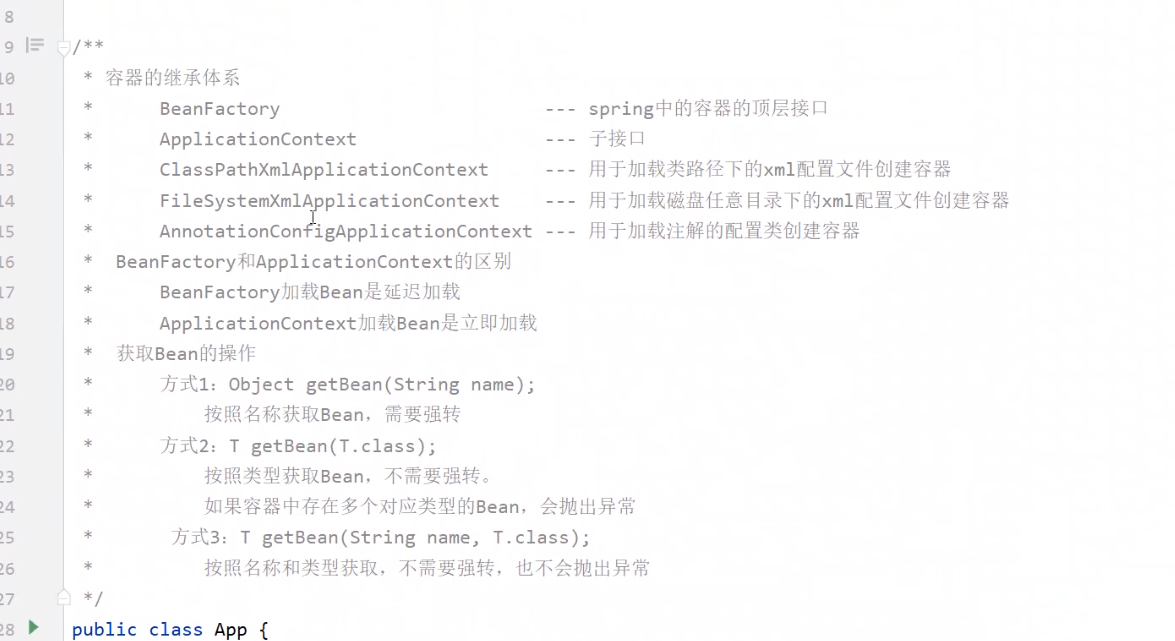 8
9 /**
10 * 容器的继承体系
11 * BeanFactory --- spring中的容器的顶层接口
12 * ApplicationContext --- 子接口
13 * ClassPathXmlApplicationContext --- 用于加载类路径下的xml配置文件创建容器
14 * FileSystemXmlApplicationContext --- 用于加载磁盘任意目录下的xml配置文件创建容器
15 * AnnotationConfigApplicationContext --- 用于加载注解的配置类创建容器
16 * BeanFactory和ApplicationContext的区别
17 * BeanFactory加载Bean是延迟加载
18 * ApplicationContext加载Bean是立即加载
19 * 获取Bean的操作
20 * 方式1：Object getBean(String name);
21 * 按照名称获取Bean，需要强转
22 * 方式2：T getBean(T.class);
23 * 按照类型获取Bean，不需要强转。
24 * 如果容器中存在多个对应类型的Bean，会抛出异常
25 * 方式3：T getBean(String name, T.class);
26 * 按照名称和类型获取，不需要强转，也不会抛出异常
27 */
28 public class App {